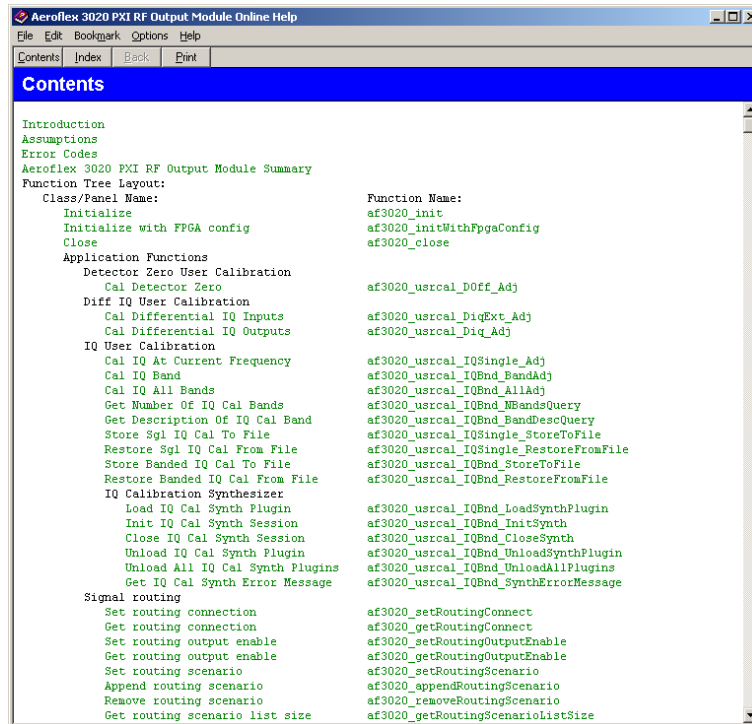 Aeroflex 3020 PXI RF Output Module Online Help
File Edit Bookmark Options Help
Contents Index Back Print
Contents
Introduction
Assumptions
Error Codes
Aeroflex 3020 PXI RF Output Module Summary
Function Tree Layout:
Class/Panel Name: Function Name:
Initialize af3020_init
Initialize with FPGA config af3020_initWithFpgaConfig
Close af3020_close
Application Functions
Detector Zero User Calibration
Cal Detector Zero af3020_usrcal_DOff_Adj
Diff IQ User Calibration
Cal Differential IQ Inputs af3020_usrcal_DiqExt_Adj
Cal Differential IQ Outputs af3020_usrcal_Diq_Adj
IQ User Calibration
Cal IQ At Current Frequency af3020_usrcal_IQSingle_Adj
Cal IQ Band af3020_usrcal_IQBnd_BandAdj
Cal IQ All Bands af3020_usrcal_IQBnd_AllAdj
Get Number Of IQ Cal Bands af3020_usrcal_IQBnd_NBandsQuery
Get Description Of IQ Cal Band af3020_usrcal_IQBnd_BandDescQuery
Store Sgl IQ Cal To File af3020_usrcal_IQSingle_StoreToFile
Restore Sgl IQ Cal From File af3020_usrcal_IQSingle_RestoreFromFile
Store Banded IQ Cal To File af3020_usrcal_IQBnd_StoreToFile
Restore Banded IQ Cal From File af3020_usrcal_IQBnd_RestoreFromFile
IQ Calibration Synthesizer
Load IQ Cal Synth Plugin af3020_usrcal_IQBnd_LoadSynthPlugin
Init IQ Cal Synth Session af3020_usrcal_IQBnd_InitSynth
Close IQ Cal Synth Session af3020_usrcal_IQBnd_CloseSynth
Unload IQ Cal Synth Plugin af3020_usrcal_IQBnd_UnloadSynthPlugin
Unload All IQ Cal Synth Plugins af3020_usrcal_IQBnd_UnloadAllPlugins
Get IQ Cal Synth Error Message af3020_usrcal_IQBnd_SynthErrorMessage
Signal routing
Set routing connection af3020_setRoutingConnect
Get routing connection af3020_getRoutingConnect
Set routing output enable af3020_setRoutingOutputEnable
Get routing output enable af3020_getRoutingOutputEnable
Set routing scenario af3020_setRoutingScenario
Append routing scenario af3020_appendRoutingScenario
Remove routing scenario af3020_removeRoutingScenario
Get routing scenario list size af3020_getRoutingScenarioListSize